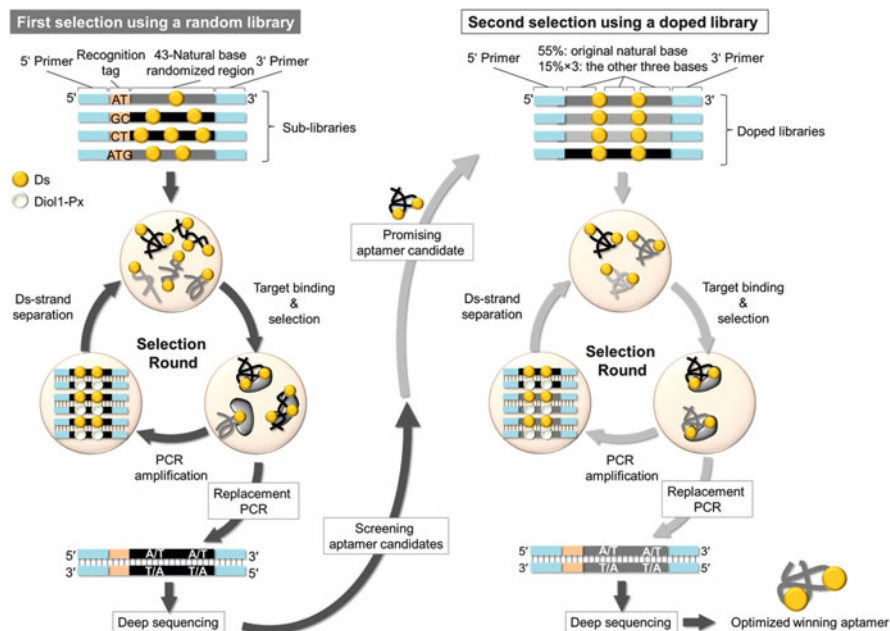 First selection using a random library
Recognition
tag
43-Natural base
randomized region
5' Primer
3' Primer
5'
3'
AT
GC
CT
ATG
Sub-libraries
Ds
Diol1-Px
Ds-strand
separation
Target binding
&
selection
Selection
Round
PCR
amplification
Replacement
PCR
5'
A/T
A/T
3'
3'
T/A
T/A
5'
Deep sequencing
Screening
aptamer candidates
Promising
aptamer candidate
Second selection using a doped library
55%: original natural base
15%×3: the other three bases
5' Primer
3' Primer
5'
3'
Doped libraries
Ds-strand
separation
Target binding
&
selection
Selection
Round
PCR
amplification
Replacement
PCR
5'
A/T
A/T
3'
3'
T/A
T/A
5'
Deep sequencing
Optimized winning aptamer